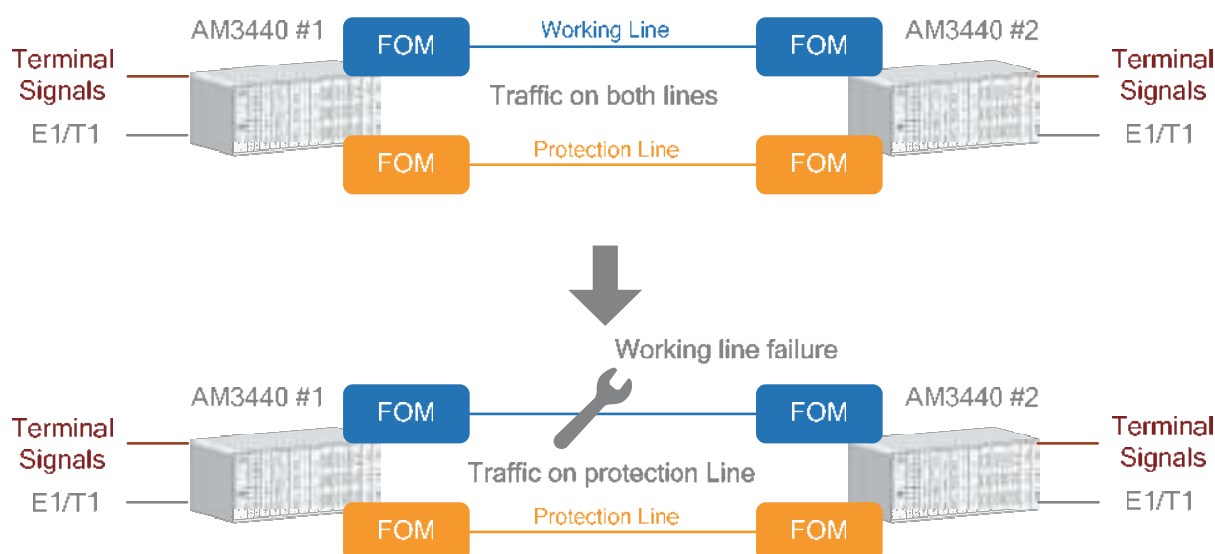 AM3440 #1
FOM
Working Line
FOM
AM3440 #2
Terminal
Signals
Traffic on both lines
Terminal
Signals
E1/T1
E1/T1
FOM
Protection Line
FOM
Working line failure
AM3440 #1
FOM
FOM
AM3440 #2
Terminal
Signals
Traffic on protection Line
Terminal
Signals
E1/T1
E1/T1
FOM
Protection Line
FOM